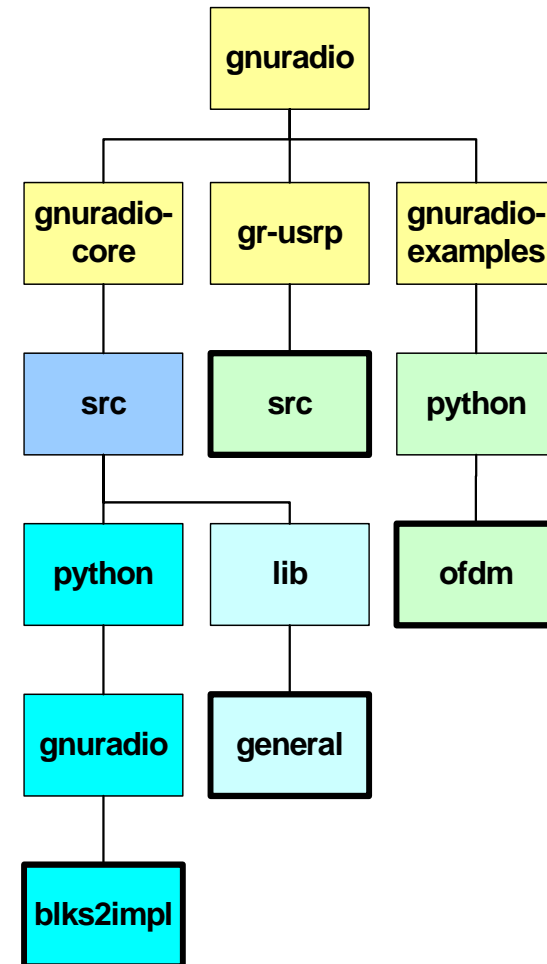 gnuradio
gnuradio-
core
gr-usrp
gnuradio-
examples
src
src
python
python
lib
ofdm
gnuradio
general
blks2impl